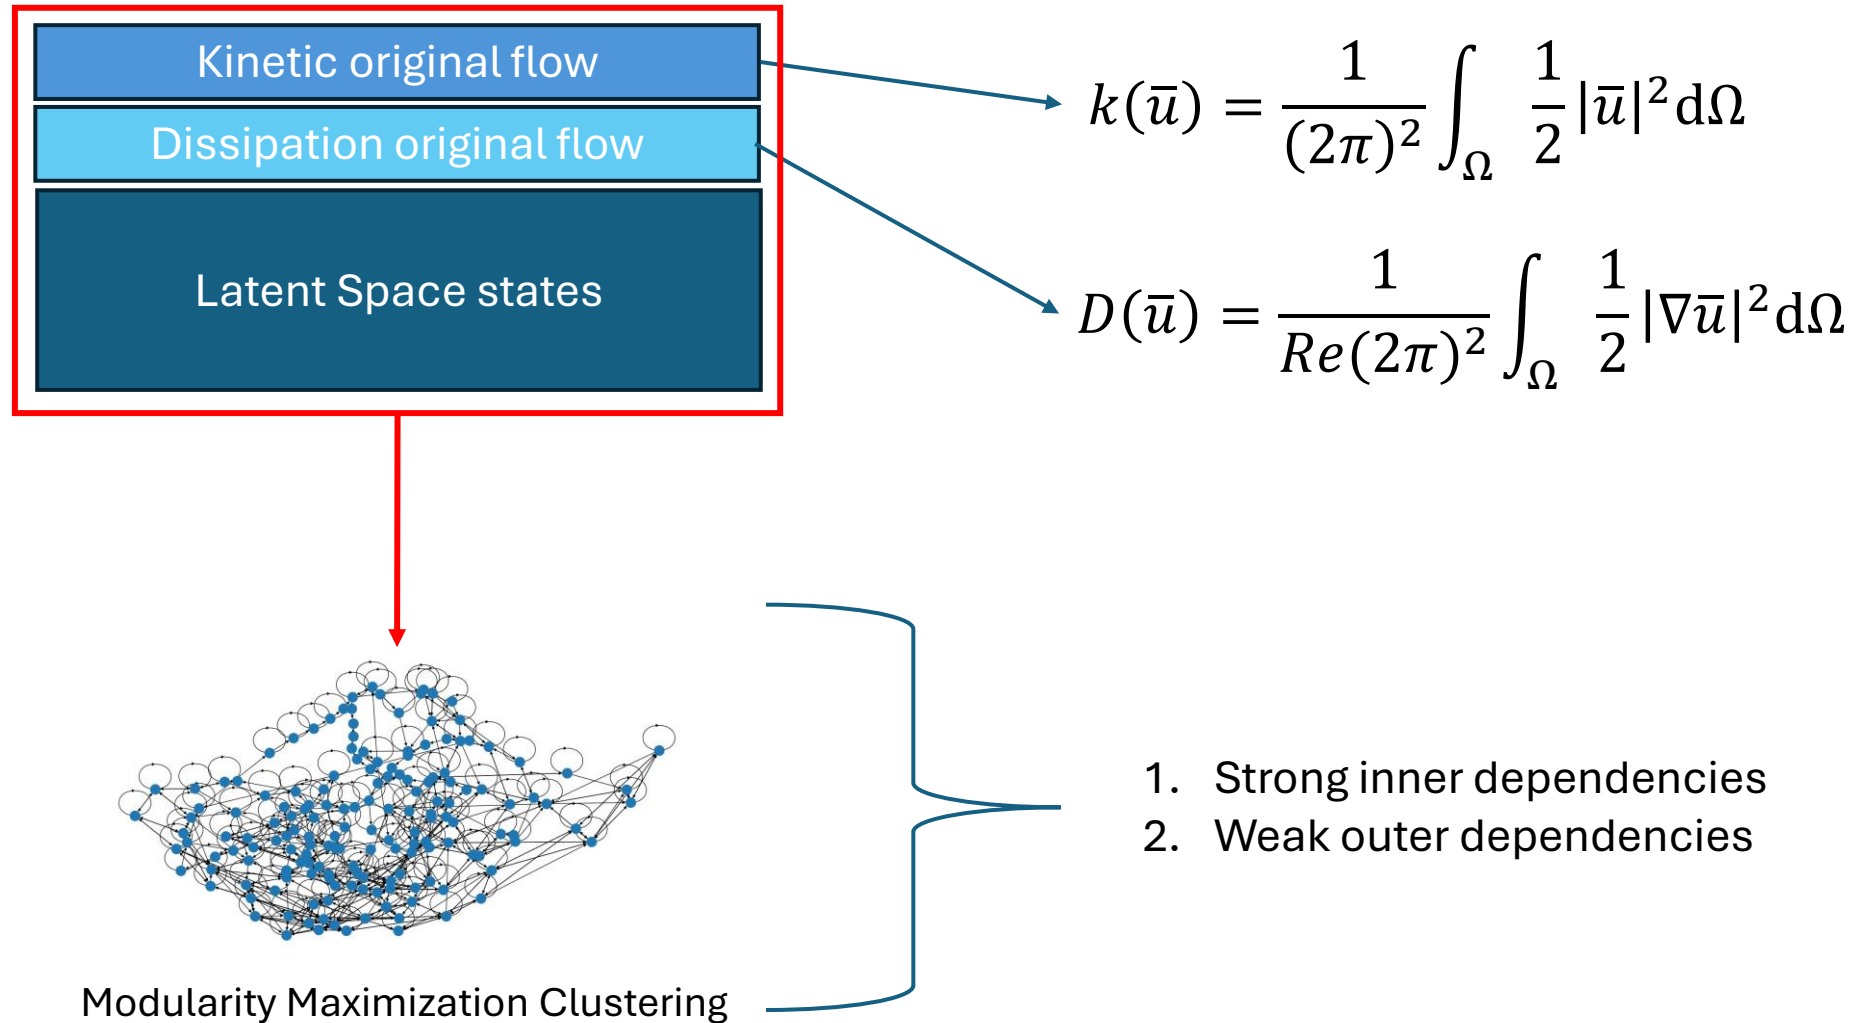 Kinetic original flow
Dissipation original flow
Latent Space states
k(u̅) = 1/(2π)² ∫_Ω 1/2 |u̅|² dΩ
D(u̅) = 1/Re(2π)² ∫_Ω 1/2 |∇u̅|² dΩ
1. Strong inner dependencies
2. Weak outer dependencies
Modularity Maximization Clustering